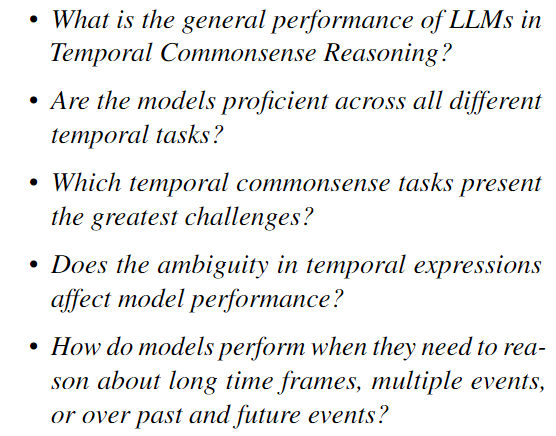 • What is the general performance of LLMs in
Temporal Commonsense Reasoning?
• Are the models proficient across all different
temporal tasks?
• Which temporal commonsense tasks present
the greatest challenges?
• Does the ambiguity in temporal expressions
affect model performance?
• How do models perform when they need to rea-
son about long time frames, multiple events,
or over past and future events?